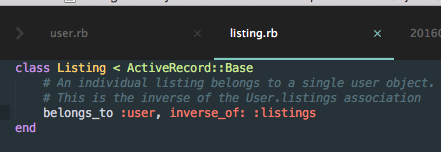 user.rb × listing.rb × 20160
class Listing < ActiveRecord::Base
# An individual listing belongs to a single user object.
# This is the inverse of the User.listings association
belongs_to :user, inverse_of: :listings
end